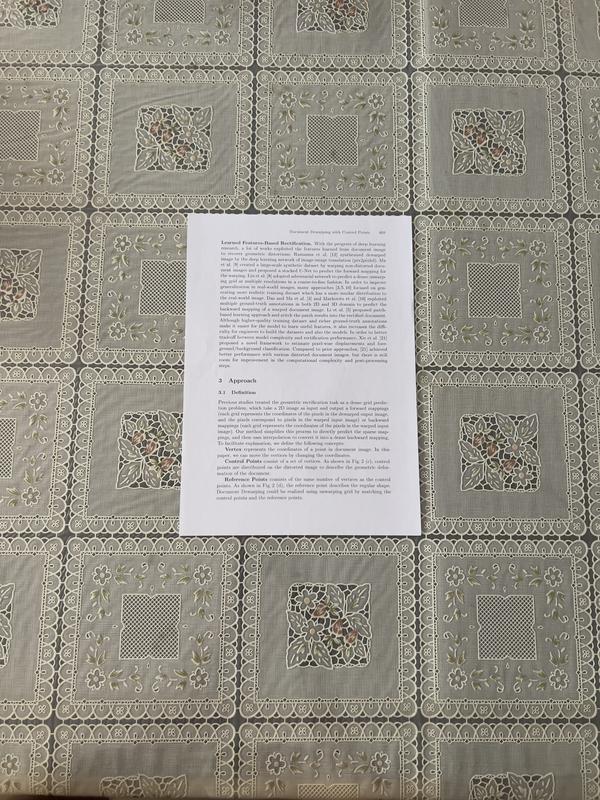 Document Dewarping with Control Points 469
Learned Features-Based Rectification. With the progress of deep learning
research, a lot of works exploited the features learned from document image
to recover geometric distortions. Ramanna et al. [12] synthesized dewarped
image by the deep learning network of image-image translation (pix2pixhd). Ma
et al. [9] created a large-scale synthetic dataset by warping non-distorted docu-
ment images and proposed a stacked U-Net to predict the forward mapping for
the warping. Liu et al. [8] adopted adversarial network to predict a dense unwarp-
ing grid at multiple resolutions in a coarse-to-fine fashion. In order to improve
generalization in real-world images, many approaches [3,5,10] focused on gen-
erating more realistic training dataset which has a more similar distribution to
the real-world image. Das and Ma et al. [4] and Markovitz et al. [10] exploited
multiple ground-truth annotations in both 2D and 3D domain to predict the
backward mapping of a warped document image. Li et al. [5] proposed patch-
based learning approach and stitch the patch results into the rectified document.
Although higher-quality training dataset and richer ground-truth annotations
make it easier for the model to learn useful features, it also increases the diffi-
culty for engineers to build the datasets and also the models. In order to better
tradeoff between model complexity and rectification performance, Xie et al. [21]
proposed a novel framework to estimate pixel-wise displacements and fore-
ground/background classification. Compared to prior approaches, [21] achieved
better performance with various distorted document images, but there is still
room for improvement in the computational complexity and post-processing
steps.
3 Approach
3.1 Definition
Previous studies treated the geometric rectification task as a dense grid predic-
tion problem, which take a 2D image as input and output a forward mappings
(each grid represents the coordinates of the pixels in the dewarped output image,
and the pixels correspond to pixels in the warped input image) or backward
mappings (each grid represents the coordinates of the pixels in the warped input
image). Our method simplifies this process to directly predict the sparse map-
pings, and then uses interpolation to convert it into a dense backward mapping.
To facilitate explanation, we define the following concepts:
Vertex represents the coordinates of a point in document image. In this
paper, we can move the vertices by changing the coordinates.
Control Points consist of a set of vertices. As shown in Fig 2 (c), control
points are distributed on the distorted image to describe the geometric defor-
mation of the document.
Reference Points consists of the same number of vertices as the control
points. As shown in Fig 2 (d), the reference point describes the regular shape.
Document Dewarping could be realized using unwarping grid by matching the
control points and the reference points.